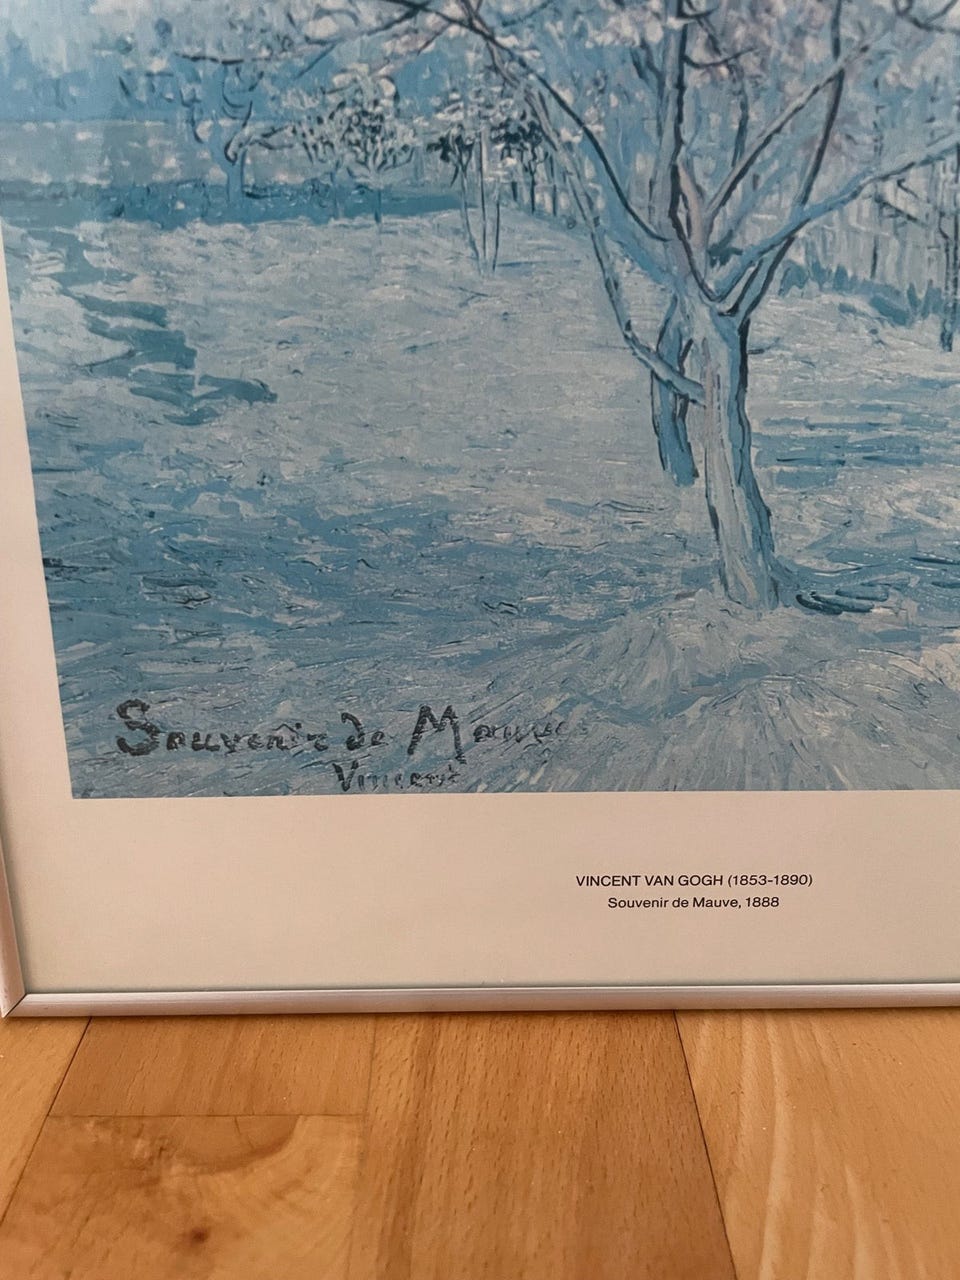 Souvenir de Mauve
Vincent
VINCENT VAN GOGH (1853-1890)
Souvenir de Mauve, 1888